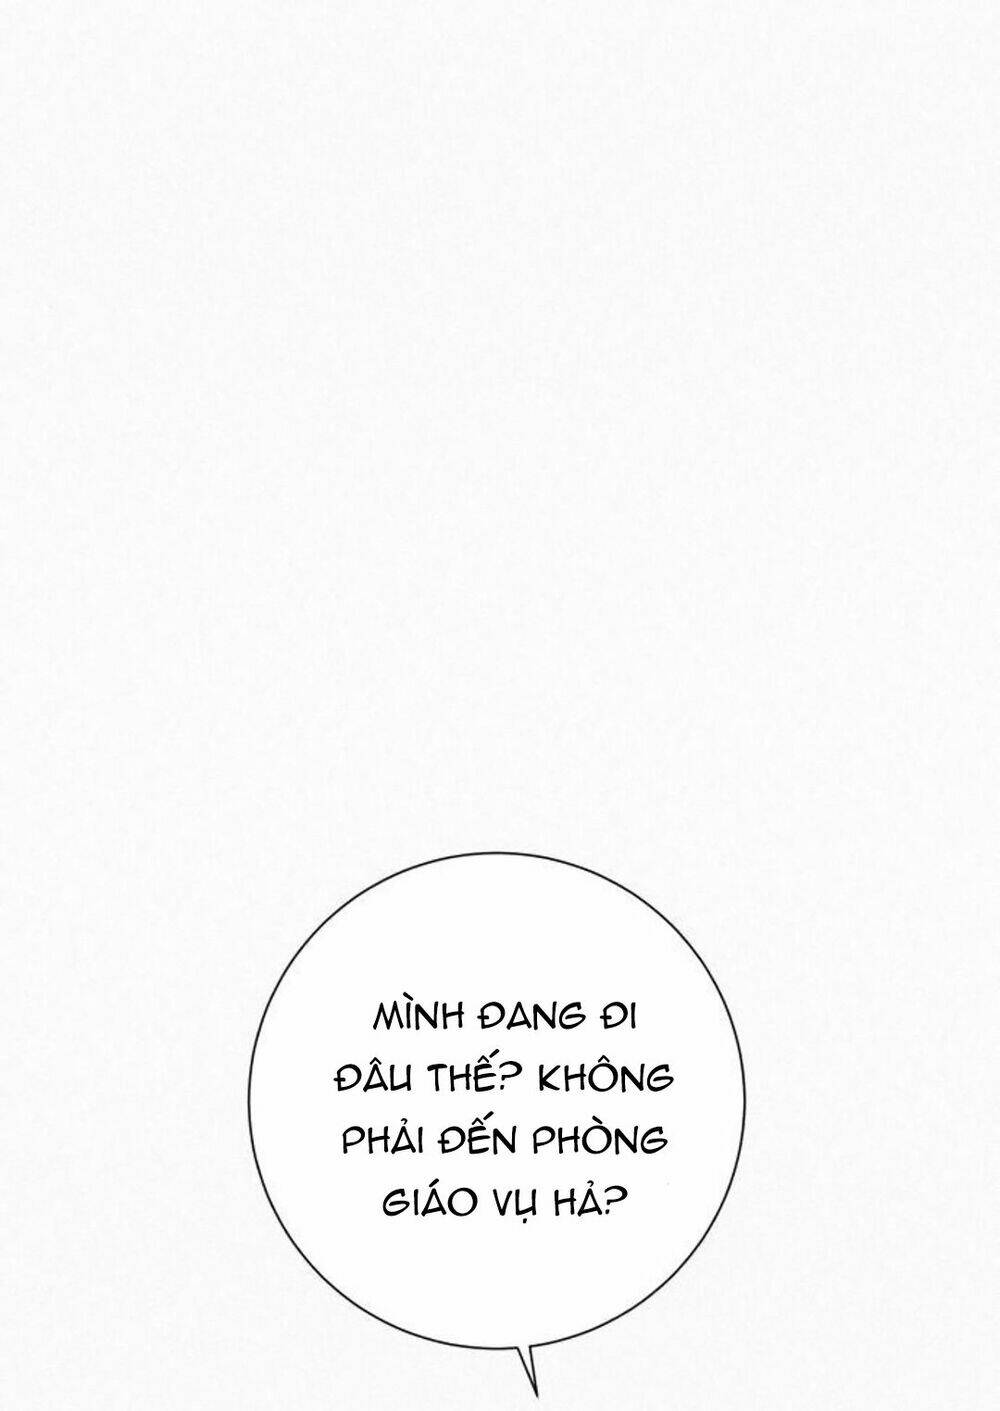 MÌNH ĐANG ĐI
ĐÂU THẾ? KHÔNG
PHẢI ĐẾN PHÒNG
GIÁO VỤ HẢ?